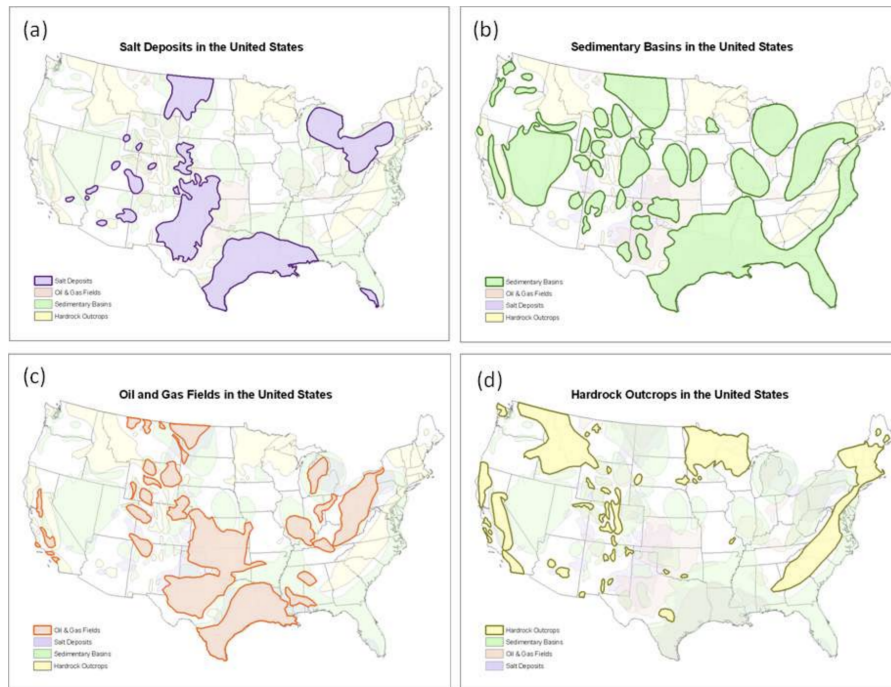 (a)
Salt Deposits in the United States
Salt Deposits
Oil & Gas Fields
Sedimentary Basins
Hardrock Outcrops
(b)
Sedimentary Basins in the United States
Sedimentary Basins
Oil & Gas Fields
Salt Deposits
Hardrock Outcrops
(c)
Oil and Gas Fields in the United States
Oil & Gas Fields
Salt Deposits
Sedimentary Basins
Hardrock Outcrops
(d)
Hardrock Outcrops in the United States
Hardrock Outcrops
Sedimentary Basins
Oil & Gas Fields
Salt Deposits